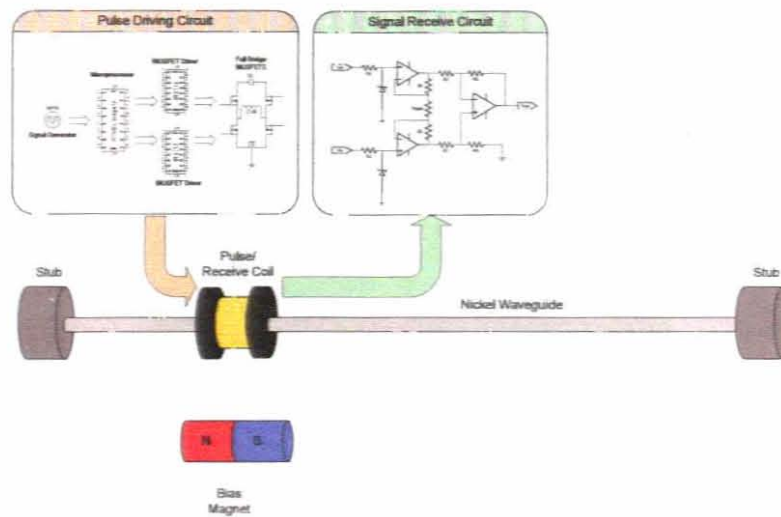 Pulse Driving Circuit
Signal Receive Circuit
MOSFET Driver
Full Bridge
MOSFETS
Microprocessor
Signal Generator
MOSFET Driver
Pulse/
Receive Coil
Stub
Stub
Nickel Waveguide
N
S
Bias
Magnet